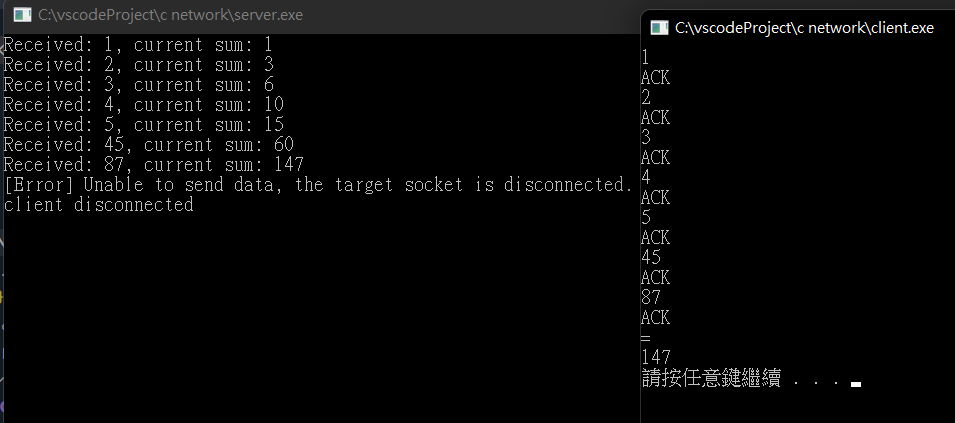 C:\vscodeProject\c network\server.exe
Received: 1, current sum: 1
Received: 2, current sum: 3
Received: 3, current sum: 6
Received: 4, current sum: 10
Received: 5, current sum: 15
Received: 45, current sum: 60
Received: 87, current sum: 147
[Error] Unable to send data, the target socket is disconnected.
client disconnected
C:\vscodeProject\c network\client.exe
1
ACK
2
ACK
3
ACK
4
ACK
5
ACK
45
ACK
87
ACK
=
147
請按任意鍵繼續 . . .